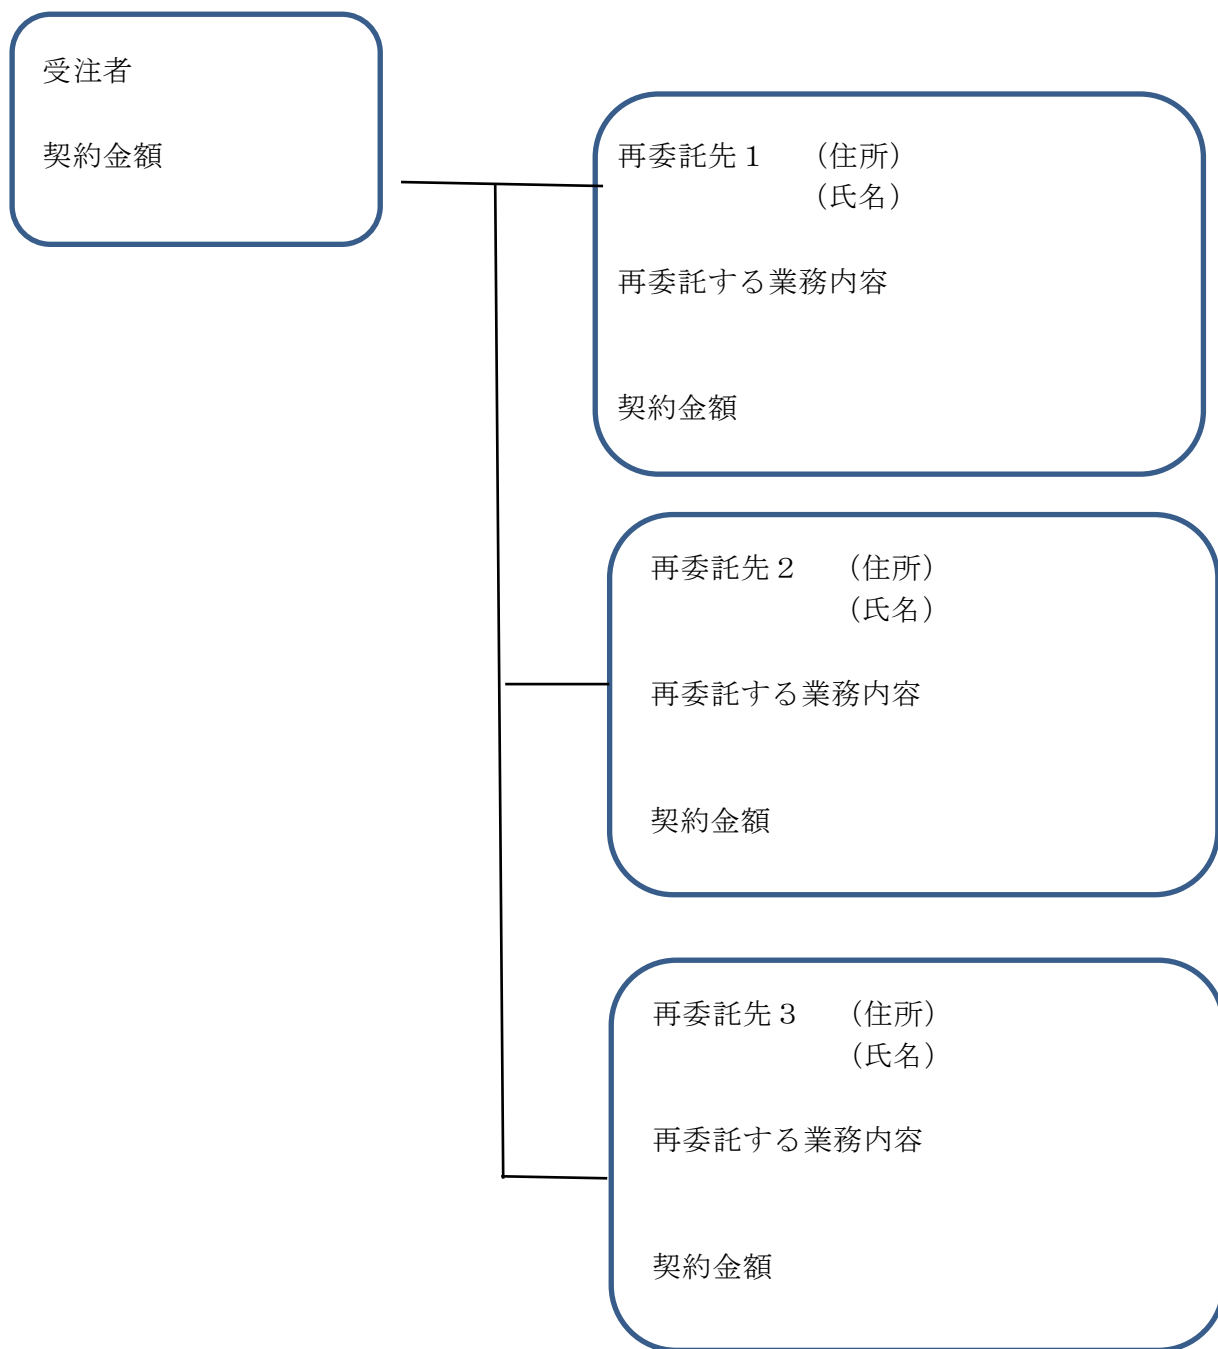 受注者
契約金額
再委託先１　（住所）
（氏名）
再委託する業務内容
契約金額
再委託先２　（住所）
（氏名）
再委託する業務内容
契約金額
再委託先３　（住所）
（氏名）
再委託する業務内容
契約金額